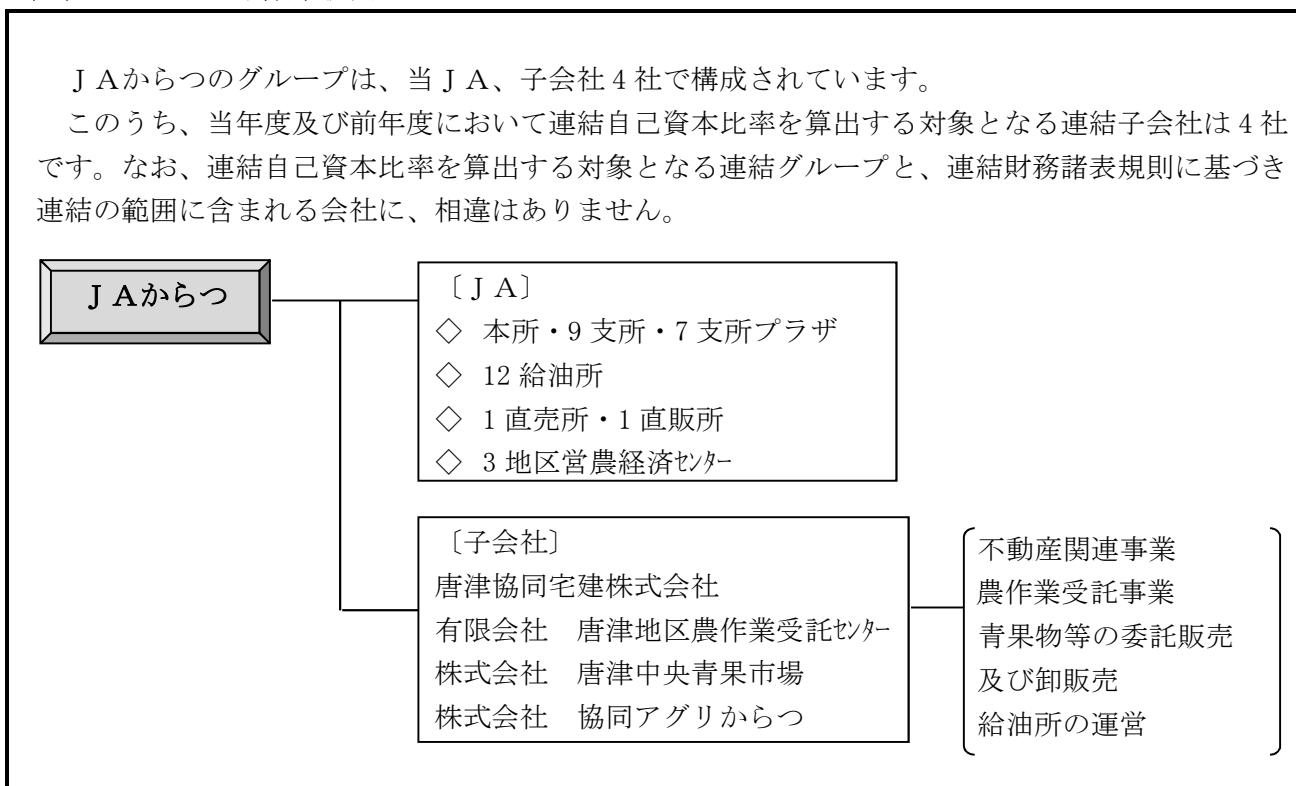 ＪＡからつのグループは、当ＪＡ、子会社4社で構成されています。
このうち、当年度及び前年度において連結自己資本比率を算出する対象となる連結子会社は4社
です。なお、連結自己資本比率を算出する対象となる連結グループと、連結財務諸表規則に基づき
連結の範囲に含まれる会社に、相違はありません。
ＪＡからつ
〔ＪＡ〕
◇ 本所・9支所・7支所プラザ
◇ 12給油所
◇ 1直売所・1直販所
◇ 3地区営農経済ｾﾝﾀｰ
〔子会社〕
唐津協同宅建株式会社
有限会社　唐津地区農作業受託ｾﾝﾀｰ
株式会社　唐津中央青果市場
株式会社　協同アグリからつ
不動産関連事業
農作業受託事業
青果物等の委託販売
及び卸販売
給油所の運営